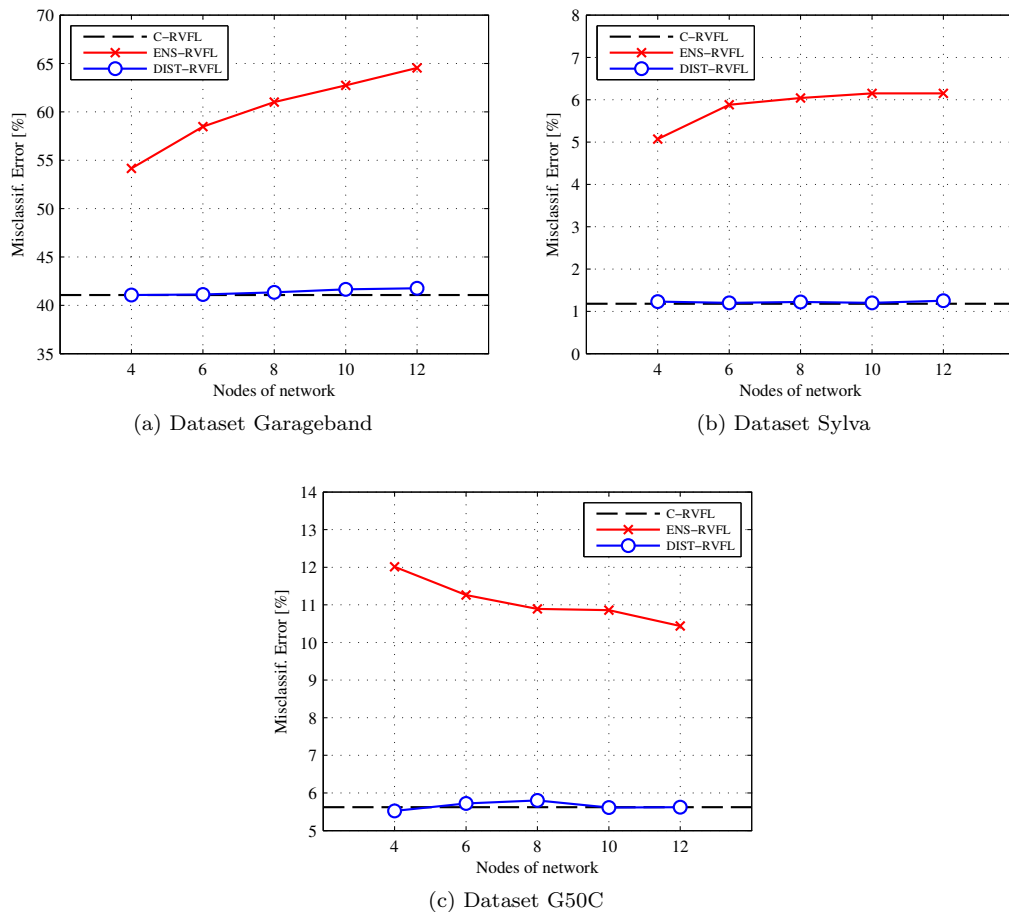 70
65
60
55
50
45
40
35
Misclassif. Error [%]
C-RVFL
ENS-RVFL
DIST-RVFL
4 6 8 10 12
Nodes of network
(a) Dataset Garageband
8
7
6
5
4
3
2
1
0
Misclassif. Error [%]
C-RVFL
ENS-RVFL
DIST-RVFL
4 6 8 10 12
Nodes of network
(b) Dataset Sylva
14
13
12
11
10
9
8
7
6
5
Misclassif. Error [%]
C-RVFL
ENS-RVFL
DIST-RVFL
4 6 8 10 12
Nodes of network
(c) Dataset G50C